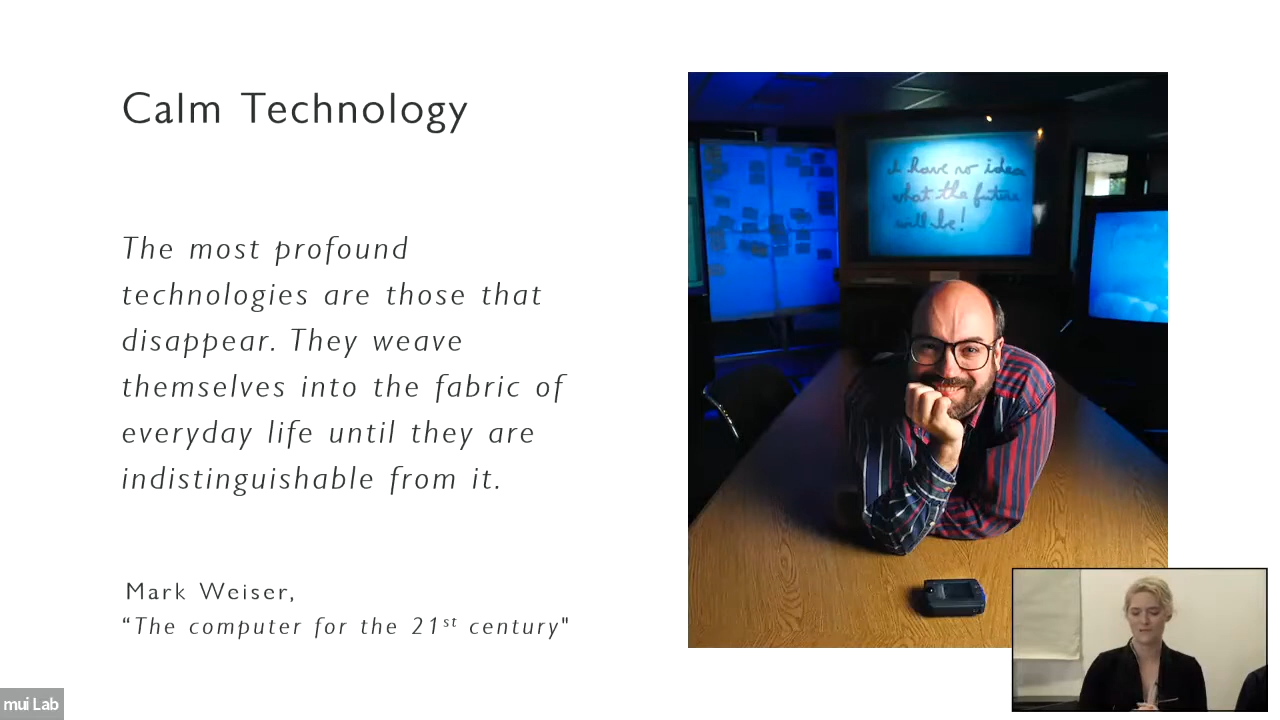 Calm Technology
The most profound
technologies are those that
disappear. They weave
themselves into the fabric of
everyday life until they are
indistinguishable from it.
Mark Weiser,
“The computer for the 21st century"
I have no idea
what the future
will be!
mui Lab